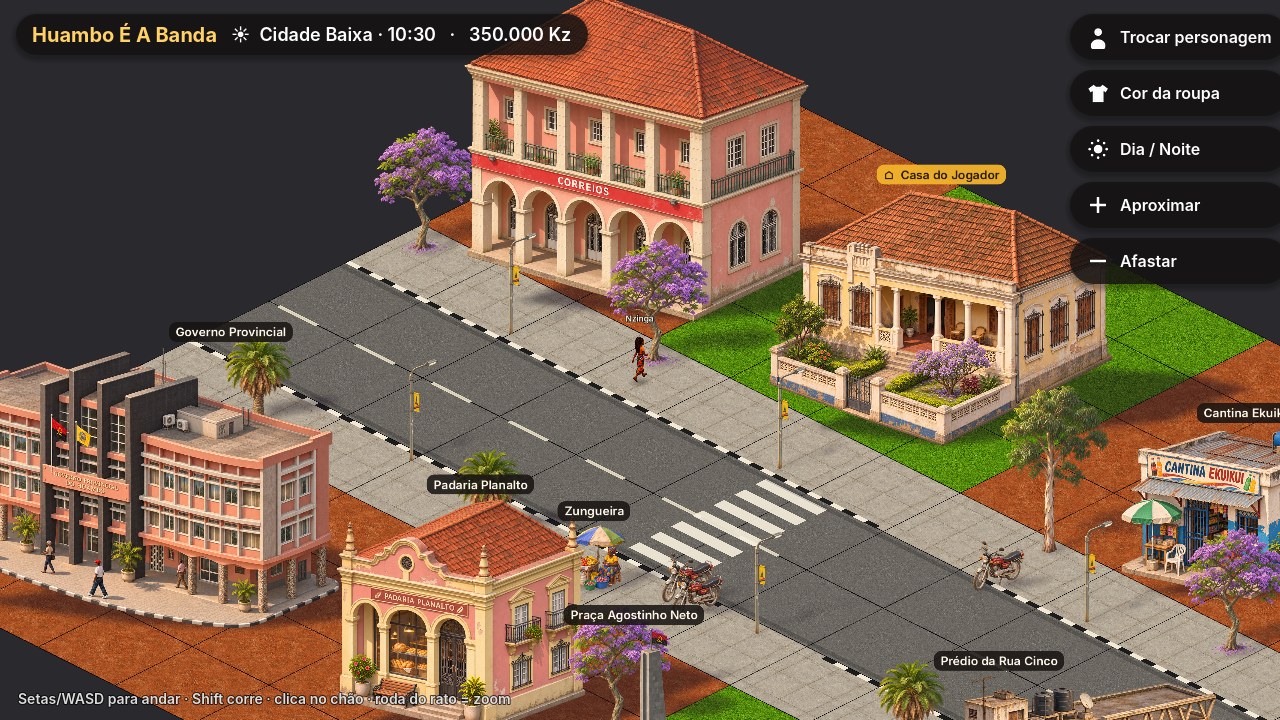 Huambo É A Banda
Cidade Baixa · 10:30 · 350.000 Kz
Trocar personagem
Cor da roupa
Dia / Noite
Aproximar
Afastar
CORREIOS
Casa do Jogador
Nzinga
Governo Provincial
Cantina Ekuik
CANTINA EKUIKUI
Padaria Planalto
Zungueira
PADARIA PLANALTO
Praça Agostinho Neto
Prédio da Rua Cinco
Setas/WASD para andar · Shift corre · clica no chão · roda do rato = zoom